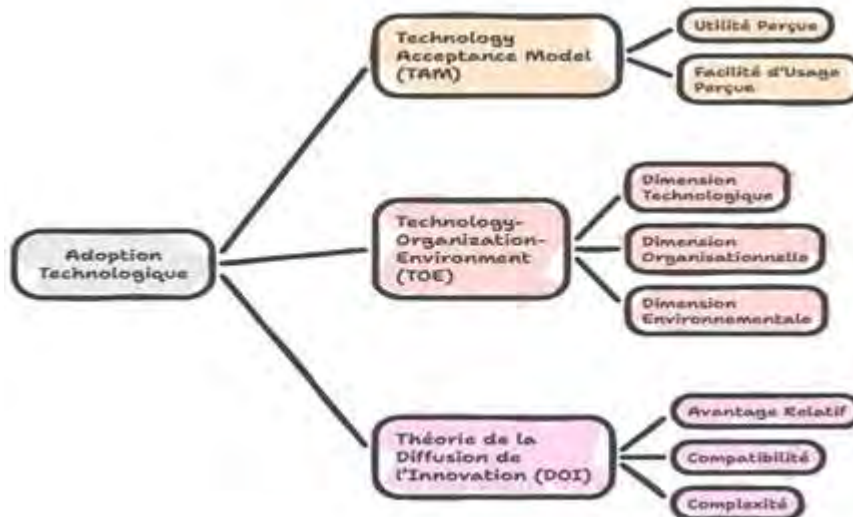 Technology
Acceptance Model
(TAM)
Utilité Perçue
Facilité d'Usage
Perçue
Adoption
Technologique
Technology-
Organization-
Environment
(TOE)
Dimension
Technologique
Dimension
Organisationnelle
Dimension
Environnementale
Théorie de la
Diffusion de
l'Innovation (DOI)
Avantage Relatif
Compatibilité
Complexité